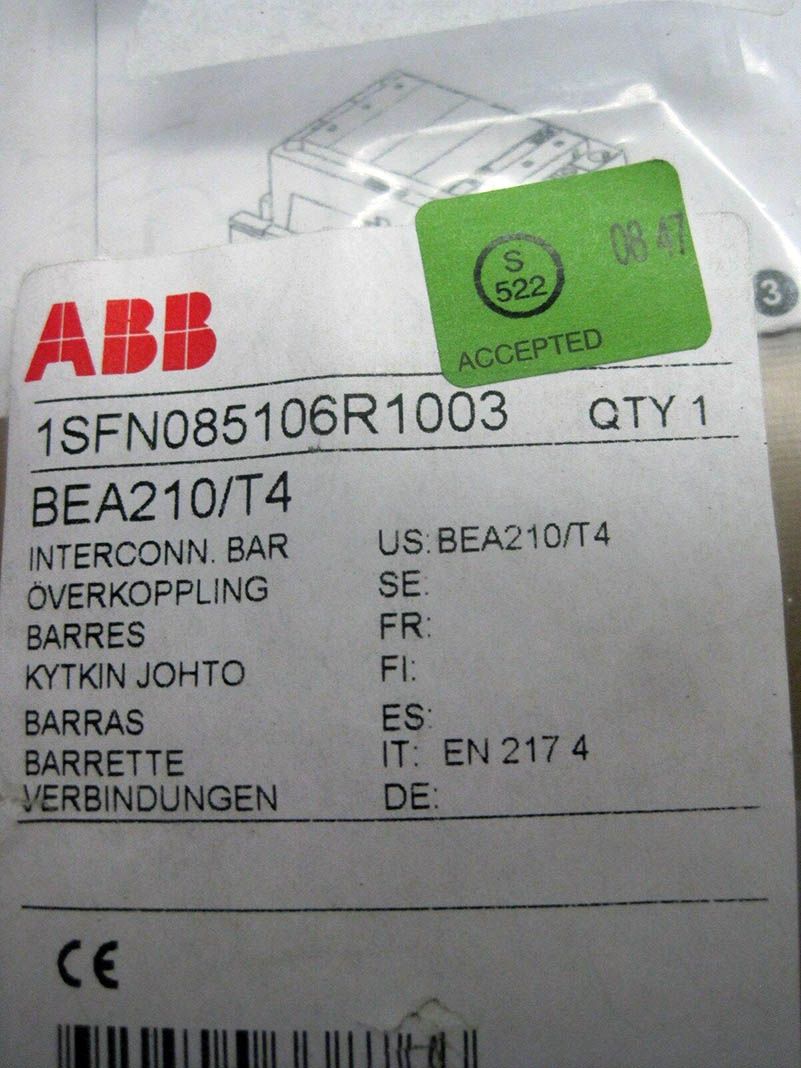 S
522
08 47
ACCEPTED
3
ABB
1SFN085106R1003 QTY 1
BEA210/T4
INTERCONN. BAR US: BEA210/T4
ÖVERKOPPLING SE:
BARRES FR:
KYTKIN JOHTO FI:
BARRAS ES:
BARRETTE IT: EN 217 4
VERBINDUNGEN DE:
CE